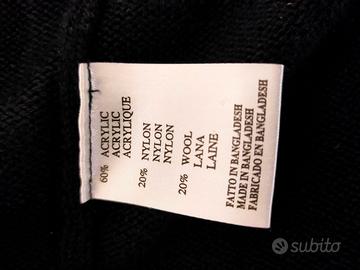 60% ACRYLIC
ACRYLIC
ACRYLIQUE
20% NYLON
NYLON
NYLON
20% WOOL
LANA
LAINE
FATTO IN BANGLADESH
MADE IN BANGLADESH
FABRICADO EN BANGLADESH
subito